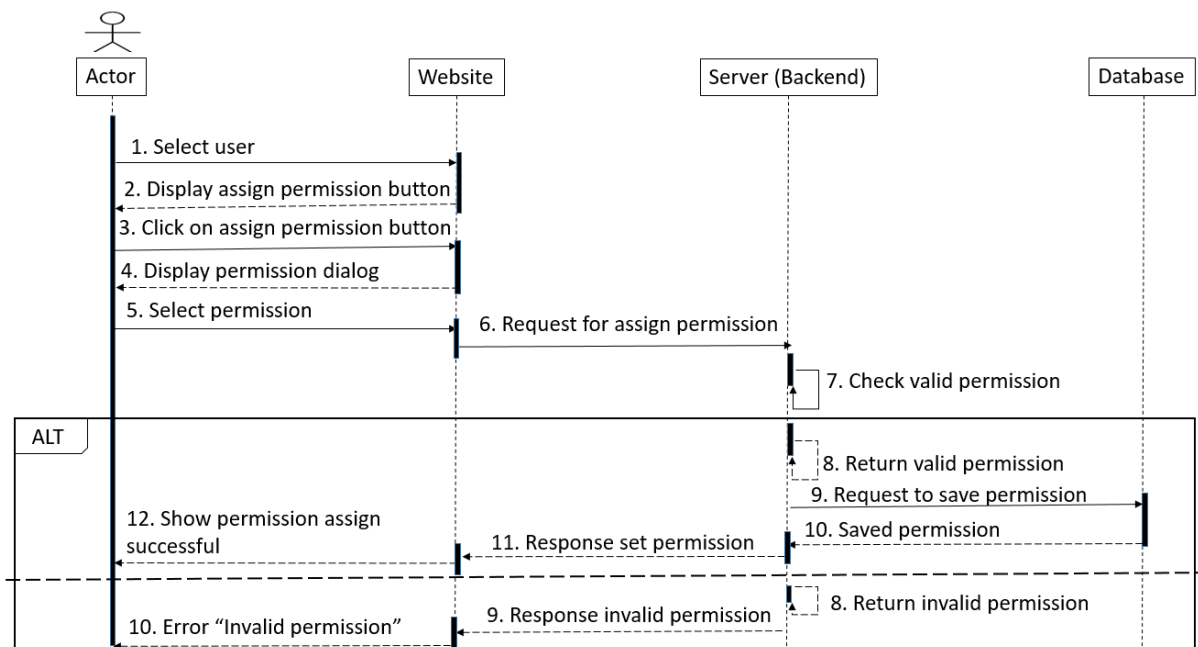 Actor
Website
Server (Backend)
Database
1. Select user
2. Display assign permission button
3. Click on assign permission button
4. Display permission dialog
5. Select permission
6. Request for assign permission
7. Check valid permission
ALT
8. Return valid permission
9. Request to save permission
10. Saved permission
11. Response set permission
12. Show permission assign
successful
8. Return invalid permission
9. Response invalid permission
10. Error “Invalid permission”